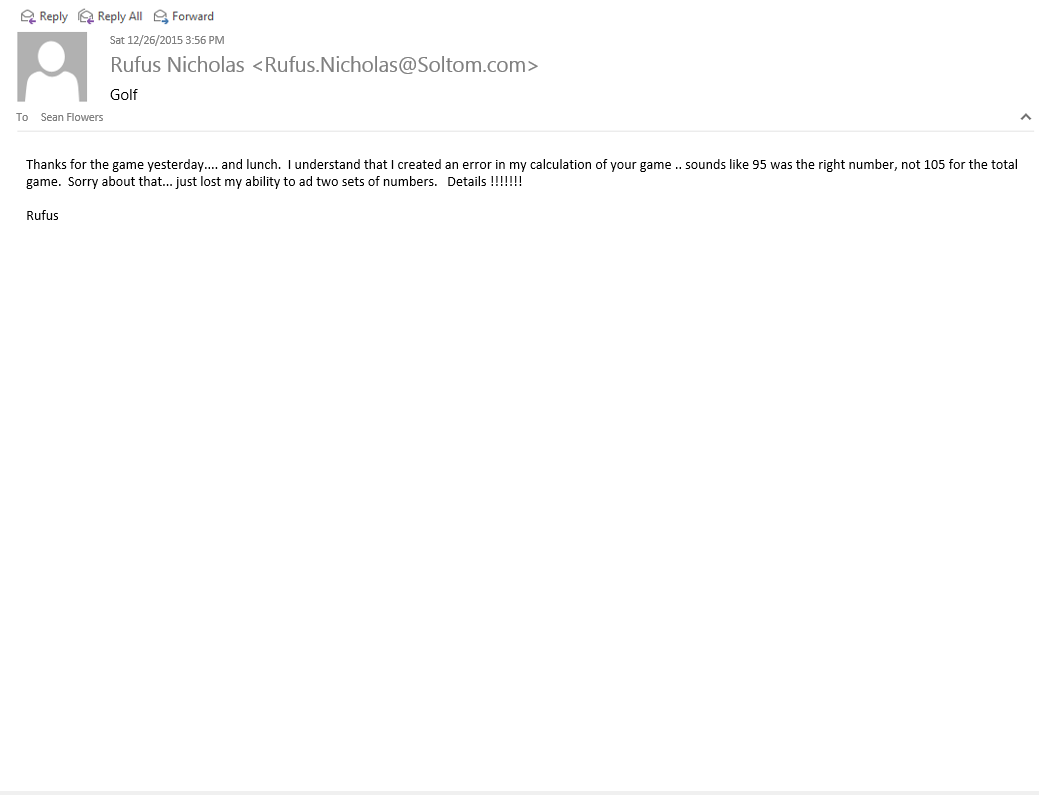 Reply Reply All Forward
Sat 12/26/2015 3:56 PM
Rufus Nicholas <Rufus.Nicholas@Soltom.com>
Golf
To Sean Flowers
Thanks for the game yesterday.... and lunch.  I understand that I created an error in my calculation of your game .. sounds like 95 was the right number, not 105 for the total
game.  Sorry about that... just lost my ability to ad two sets of numbers.   Details !!!!!!!
Rufus